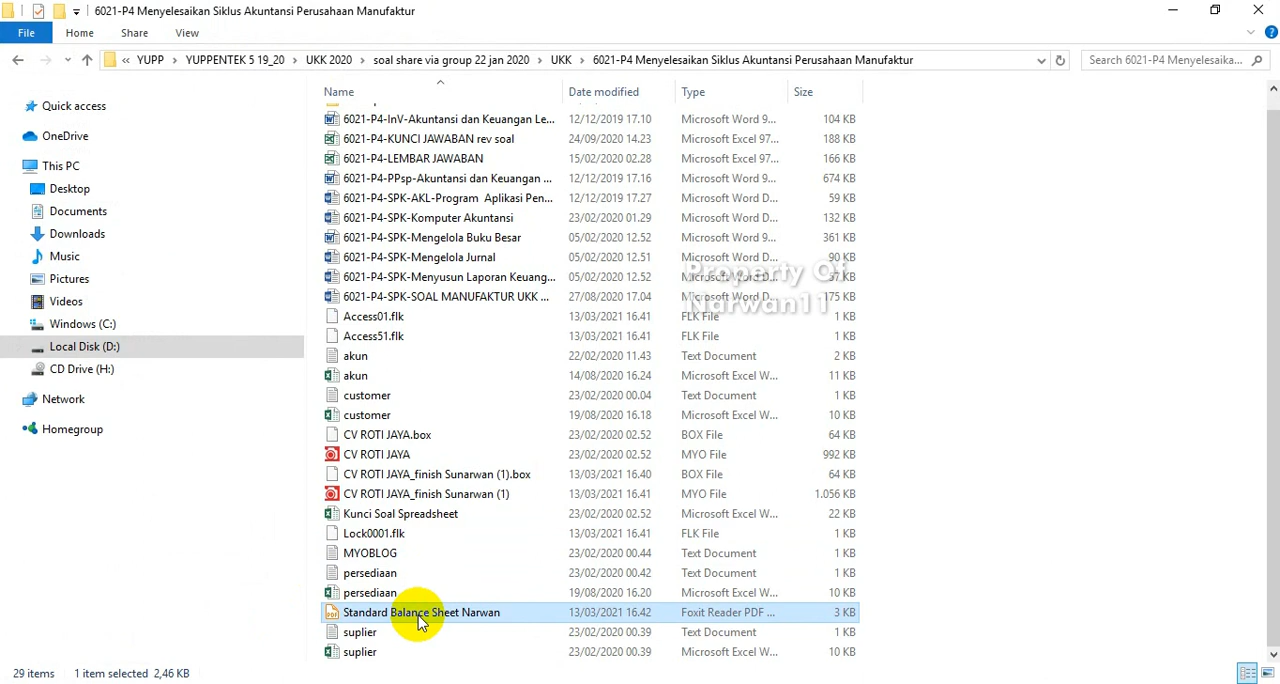 6021-P4 Menyelesaikan Siklus Akuntansi Perusahaan Manufaktur
File Home Share View
« YUPP > YUPPENTEK 5 19_20 > UKK 2020 > soal share via group 22 jan 2020 > UKK > 6021-P4 Menyelesaikan Siklus Akuntansi Perusahaan Manufaktur
Search 6021-P4 Menyelesaika...
Name Date modified Type Size
Quick access
OneDrive
This PC
Desktop
Documents
Downloads
Music
Pictures
Videos
Windows (C:)
Local Disk (D:)
CD Drive (H:)
Network
Homegroup
6021-P4-InV-Akuntansi dan Keuangan Le... 12/12/2019 17.10 Microsoft Word 9... 104 KB
6021-P4-KUNCI JAWABAN rev soal 24/09/2020 14.23 Microsoft Excel 97... 188 KB
6021-P4-LEMBAR JAWABAN 15/02/2020 02.28 Microsoft Excel 97... 166 KB
6021-P4-PPsp-Akuntansi dan Keuangan ... 12/12/2019 17.16 Microsoft Word 9... 674 KB
6021-P4-SPK-AKL-Program Aplikasi Pen... 12/12/2019 17.27 Microsoft Word D... 59 KB
6021-P4-SPK-Komputer Akuntansi 23/02/2020 01.29 Microsoft Word D... 132 KB
6021-P4-SPK-Mengelola Buku Besar 05/02/2020 12.52 Microsoft Word 9... 361 KB
6021-P4-SPK-Mengelola Jurnal 05/02/2020 12.51 Microsoft Word D... 90 KB
6021-P4-SPK-Menyusun Laporan Keuang... 05/02/2020 12.52 Microsoft Word D... 57 KB
6021-P4-SPK-SOAL MANUFAKTUR UKK ... 27/08/2020 17.04 Microsoft Word D... 175 KB
Property Of
Narwan11
Access01.flk 13/03/2021 16.41 FLK File 1 KB
Access51.flk 13/03/2021 16.41 FLK File 1 KB
akun 22/02/2020 11.43 Text Document 2 KB
akun 14/08/2020 16.24 Microsoft Excel W... 11 KB
customer 23/02/2020 00.04 Text Document 1 KB
customer 19/08/2020 16.18 Microsoft Excel W... 10 KB
CV ROTI JAYA.box 23/02/2020 02.52 BOX File 64 KB
CV ROTI JAYA 23/02/2020 02.52 MYO File 992 KB
CV ROTI JAYA_finish Sunarwan (1).box 13/03/2021 16.40 BOX File 64 KB
CV ROTI JAYA_finish Sunarwan (1) 13/03/2021 16.41 MYO File 1.056 KB
Kunci Soal Spreadsheet 23/02/2020 02.52 Microsoft Excel W... 22 KB
Lock0001.flk 13/03/2021 16.41 FLK File 1 KB
MYOBLOG 23/02/2020 00.44 Text Document 1 KB
persediaan 23/02/2020 00.42 Text Document 1 KB
persediaan 19/08/2020 16.20 Microsoft Excel W... 10 KB
Standard Balance Sheet Narwan 13/03/2021 16.42 Foxit Reader PDF ... 3 KB
suplier 23/02/2020 00.39 Text Document 1 KB
suplier 23/02/2020 00.39 Microsoft Excel W... 10 KB
29 items 1 item selected 2,46 KB